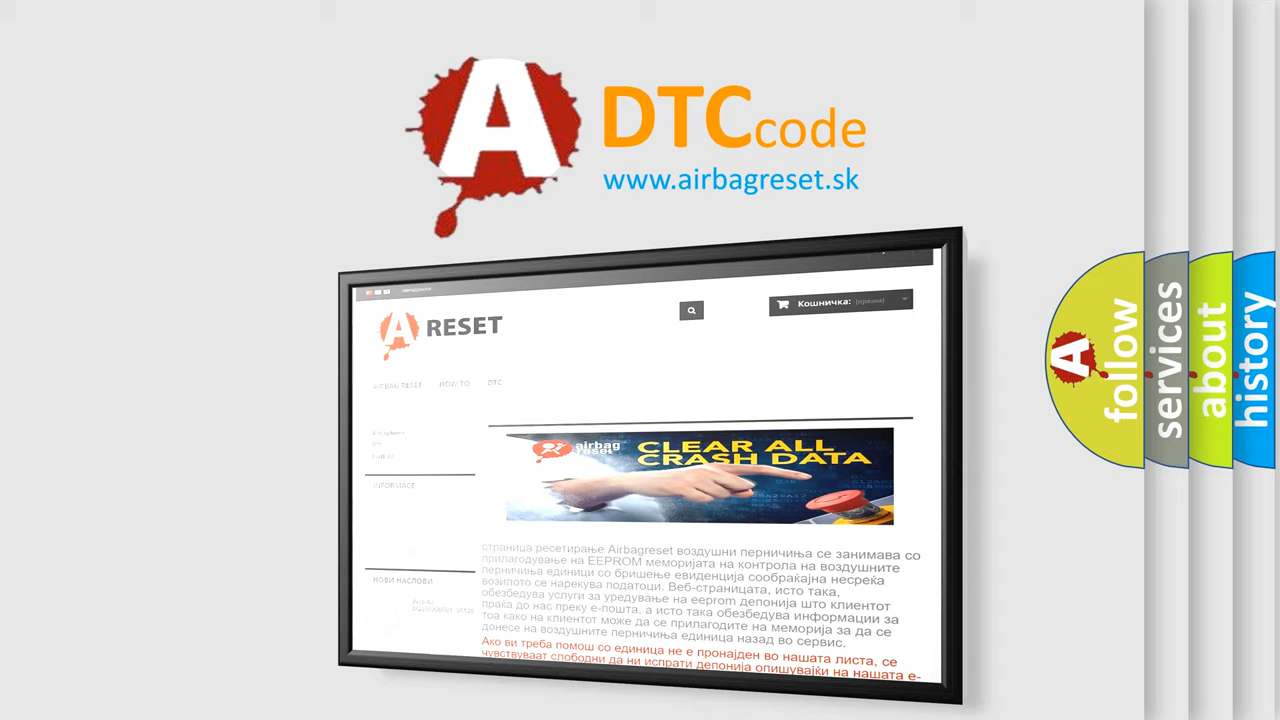 A DTCcode
www.airbagreset.sk
Кошничка: (празни)
A RESET
AIRBAG RESET HOW TO DTC
airbag
reset
CLEAR ALL
CRASH DATA
INFORMACE
НОВИ НАСЛОВИ
страница ресетирање Airbagreset воздушни перничиња се занимава со
прилагодување на EEPROM меморијата на контрола на воздушните
перничиња единици со бришење евиденција сообраќајна несреќа
возилото се нарекува податоци. Веб-страницата, исто така,
обезбедува услуги за уредување на eeprom депонија што клиентот
праќа до нас преку е-пошта, а исто така обезбедува информации за
тоа како на клиентот може да се прилагодите на меморија за да се
донесе на воздушните перничиња единица назад во сервис.
Ако ви треба помош со единица не е пронајден во нашата листа, се
чувствуваат слободни да ни испрати депонија опишувајќи на нашата е-
A follow
services
about
history